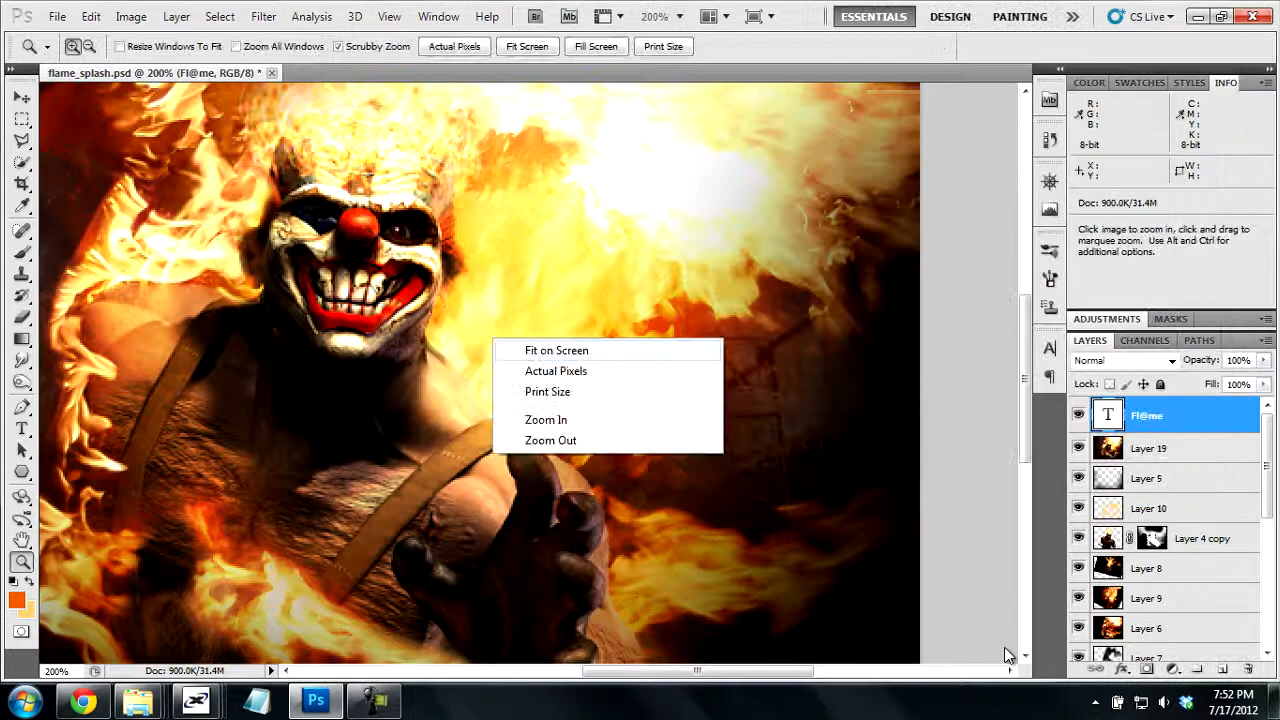 Ps File Edit Image Layer Select Filter Analysis 3D View Window Help Br Mb 200% ESSENTIALS DESIGN PAINTING CS Live
Resize Windows To Fit Zoom All Windows Scrubby Zoom Actual Pixels Fit Screen Fill Screen Print Size
flame_splash.psd @ 200% (Fl@me, RGB/8) *
COLOR SWATCHES STYLES INFO
Mb
R: C:
G: M:
B: Y:
K:
8-bit 8-bit
X: W:
Y: H:
Doc: 900.0K/31.4M
Click image to zoom in, click and drag to
marquee zoom. Use Alt and Ctrl for
additional options.
ADJUSTMENTS MASKS
LAYERS CHANNELS PATHS
Normal Opacity: 100%
Lock: Fill: 100%
T Fl@me
Layer 19
Layer 5
Layer 10
Layer 4 copy
Layer 8
Layer 9
Layer 6
Layer 7
Fit on Screen
Actual Pixels
Print Size
Zoom In
Zoom Out
200% Doc: 900.0K/31.4M
Ps
7:52 PM
7/17/2012